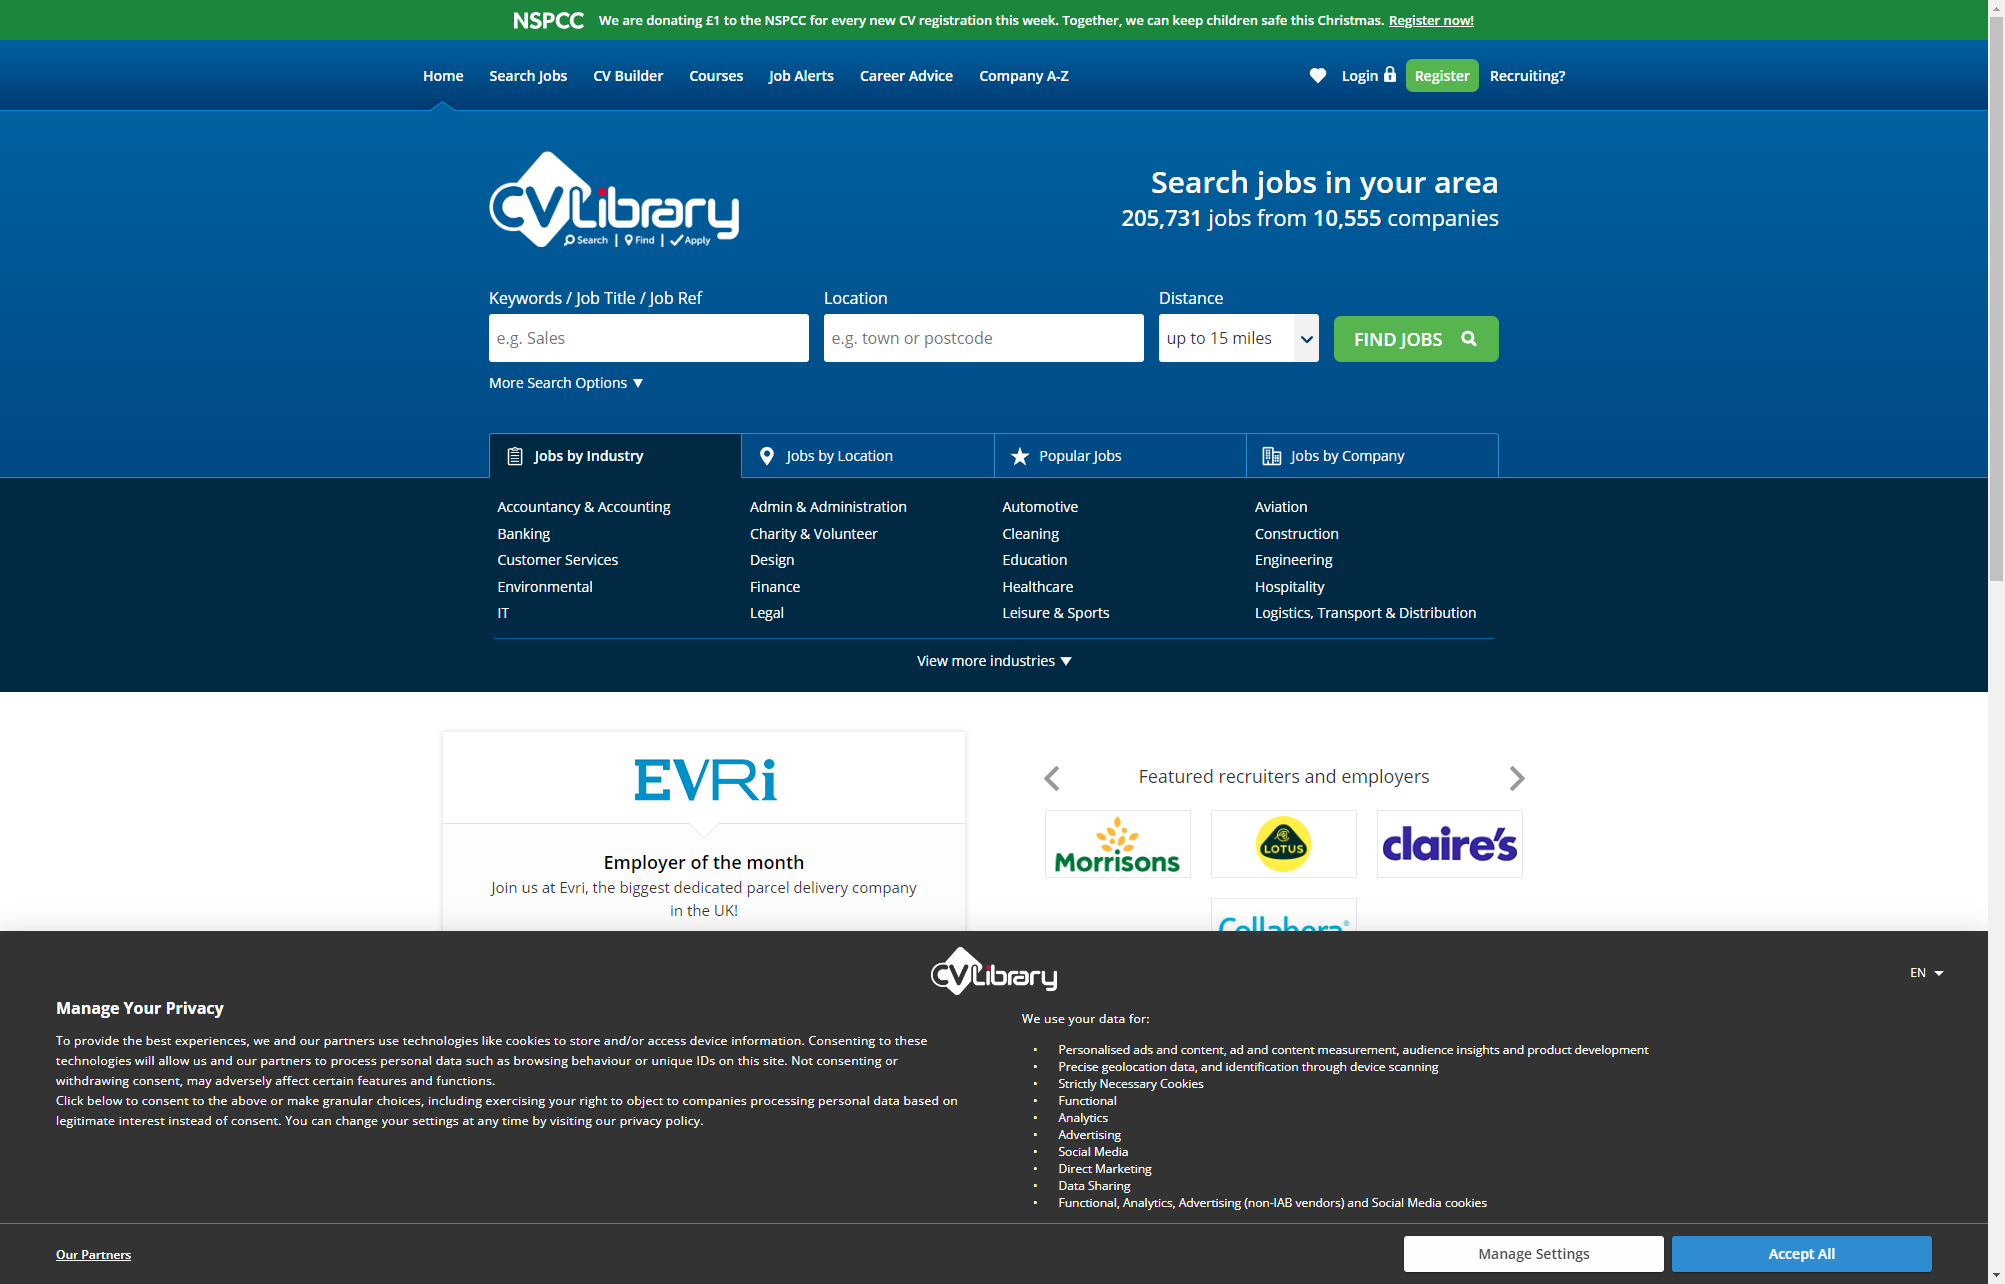 NSPCC We are donating £1 to the NSPCC for every new CV registration this week. Together, we can keep children safe this Christmas. Register now!
Home Search Jobs CV Builder Courses Job Alerts Career Advice Company A-Z Login Register Recruiting?
CVLibrary
Search | Find | Apply
Search jobs in your area
205,731 jobs from 10,555 companies
Keywords / Job Title / Job Ref Location Distance
e.g. Sales e.g. town or postcode up to 15 miles FIND JOBS
More Search Options ▼
Jobs by Industry Jobs by Location Popular Jobs Jobs by Company
Accountancy & Accounting Admin & Administration Automotive Aviation
Banking Charity & Volunteer Cleaning Construction
Customer Services Design Education Engineering
Environmental Finance Healthcare Hospitality
IT Legal Leisure & Sports Logistics, Transport & Distribution
View more industries ▼
EVRi
Employer of the month
Join us at Evri, the biggest dedicated parcel delivery company
in the UK!
Featured recruiters and employers
Morrisons LOTUS claire's
Collabera
CVLibrary
EN
Manage Your Privacy
To provide the best experiences, we and our partners use technologies like cookies to store and/or access device information. Consenting to these
technologies will allow us and our partners to process personal data such as browsing behaviour or unique IDs on this site. Not consenting or
withdrawing consent, may adversely affect certain features and functions.
Click below to consent to the above or make granular choices, including exercising your right to object to companies processing personal data based on
legitimate interest instead of consent. You can change your settings at any time by visiting our privacy policy.
We use your data for:
• Personalised ads and content, ad and content measurement, audience insights and product development
• Precise geolocation data, and identification through device scanning
• Strictly Necessary Cookies
• Functional
• Analytics
• Advertising
• Social Media
• Direct Marketing
• Data Sharing
• Functional, Analytics, Advertising (non-IAB vendors) and Social Media cookies
Our Partners Manage Settings Accept All